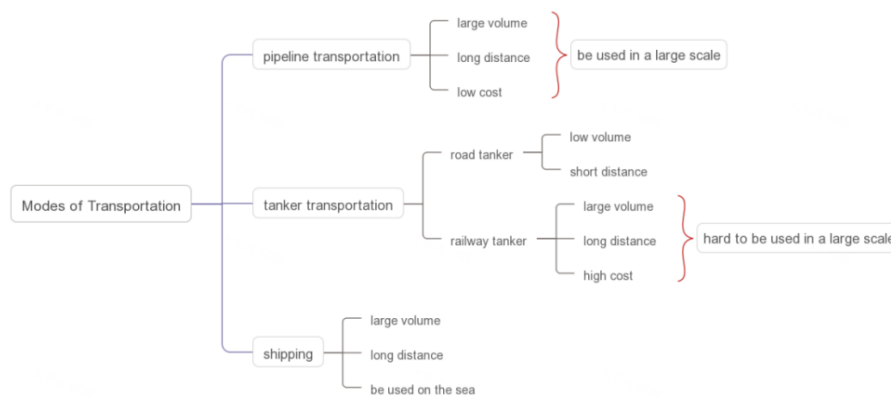 large volume
pipeline transportation
long distance
be used in a large scale
low cost
low volume
road tanker
short distance
Modes of Transportation
tanker transportation
large volume
railway tanker
long distance
hard to be used in a large scale
high cost
large volume
shipping
long distance
be used on the sea